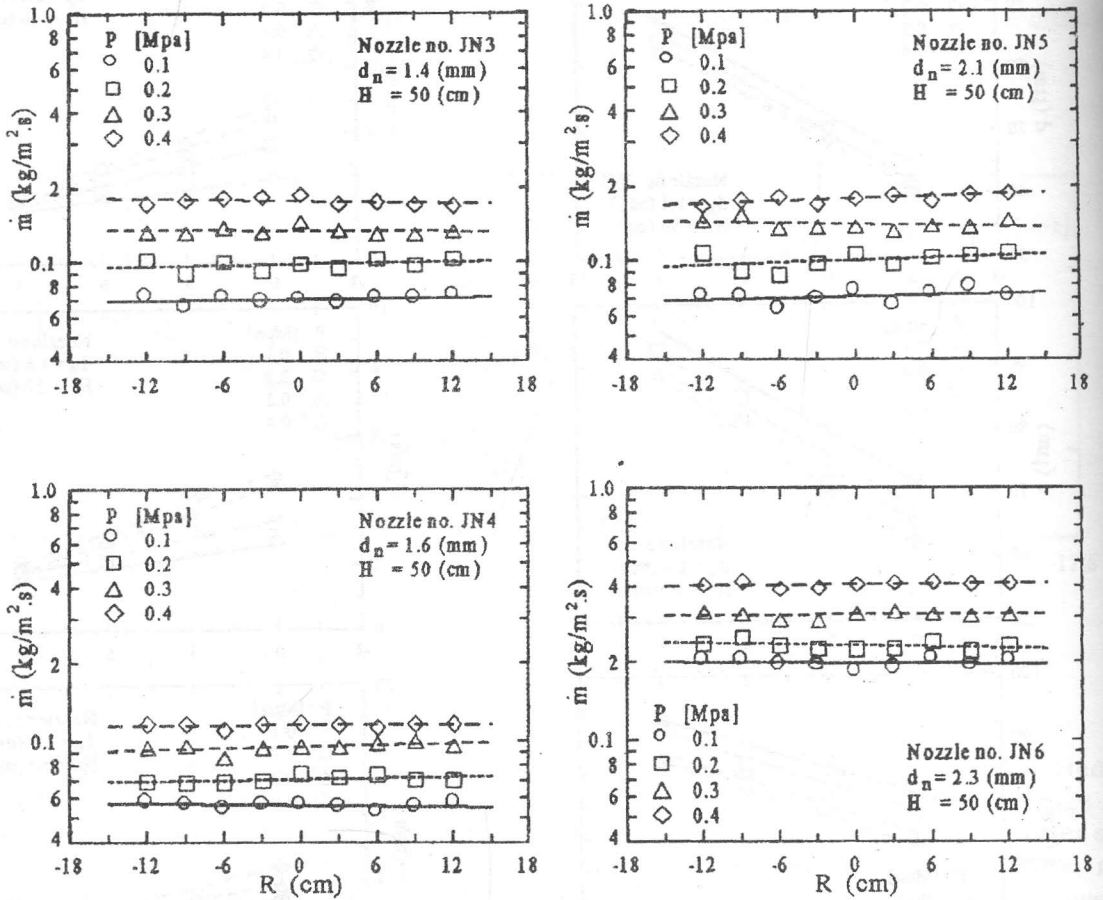 P [Mpa]
0.1
0.2
0.3
0.4
Nozzle no. JN3
dn = 1.4 (mm)
H = 50 (cm)
ṁ (kg/m².s)
1.0
8
6
4
2
0.1
8
6
4
-18 -12 -6 0 6 12 18
P [Mpa]
0.1
0.2
0.3
0.4
Nozzle no. JN5
dn = 2.1 (mm)
H = 50 (cm)
ṁ (kg/m².s)
1.0
8
6
4
2
0.1
8
6
4
-18 -12 -6 0 6 12 18
P [Mpa]
0.1
0.2
0.3
0.4
Nozzle no. JN4
dn = 1.6 (mm)
H = 50 (cm)
ṁ (kg/m².s)
1.0
8
6
4
2
0.1
8
6
4
-18 -12 -6 0 6 12 18
R (cm)
ṁ (kg/m².s)
1.0
8
6
4
2
0.1
8
6
4
P [Mpa]
0.1
0.2
0.3
0.4
Nozzle no. JN6
dn = 2.3 (mm)
H = 50 (cm)
-18 -12 -6 0 6 12 18
R (cm)